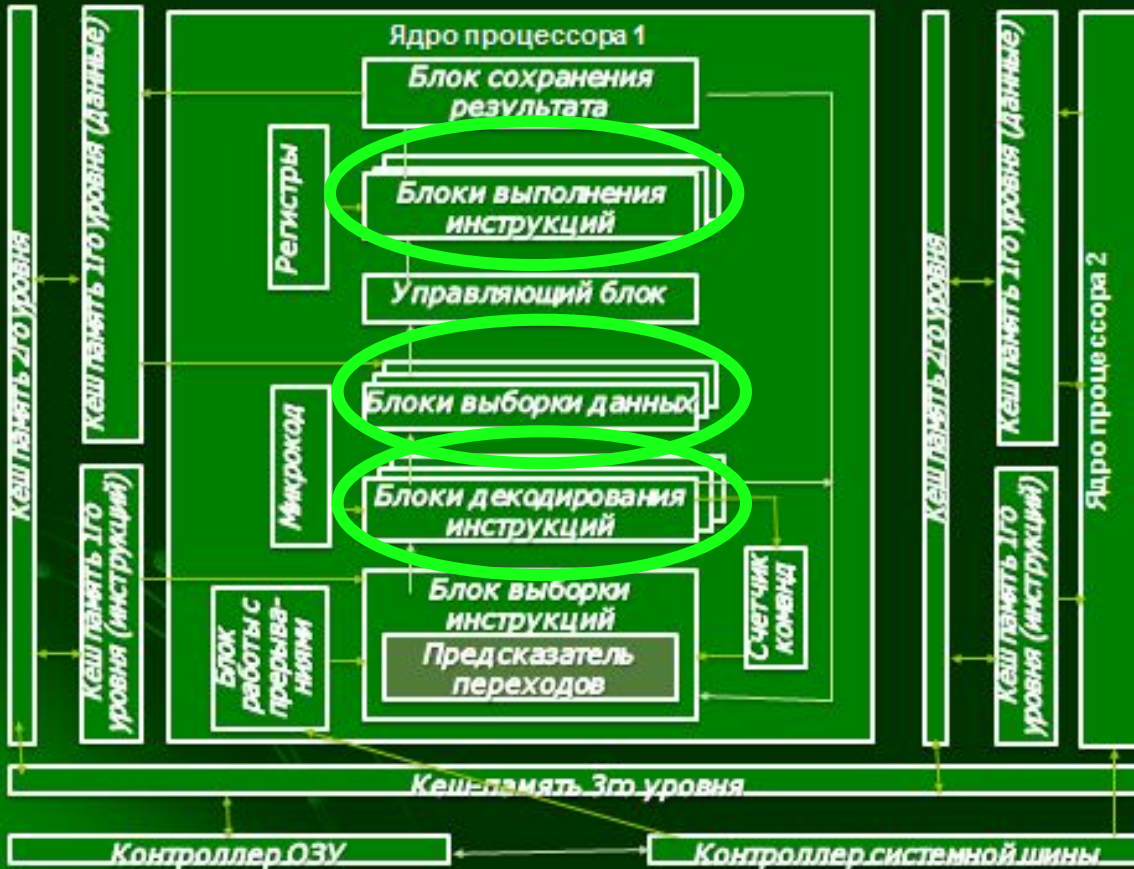 Ядро процессора 1
Блок сохранения
результата
Регистры
Блоки выполнения
инструкций
Управляющий блок
Блоки выборки данных
Микрокод
Блоки декодирования
инструкций
Блок выборки
инструкций
Предсказатель
переходов
Блок
работы с
прерыва-
ниями
Счетчик
команд
Кеш память 2го уровня
Кеш память 1го уровня (данные)
Кеш память 1го
уровня (инструкций)
Кеш память 2го уровня
Кеш память 1го уровня (данные)
Кеш память 1го
уровня (инструкций)
Ядро процессора 2
Кеш-память 3го уровня
Контроллер ОЗУ
Контроллер системной шины